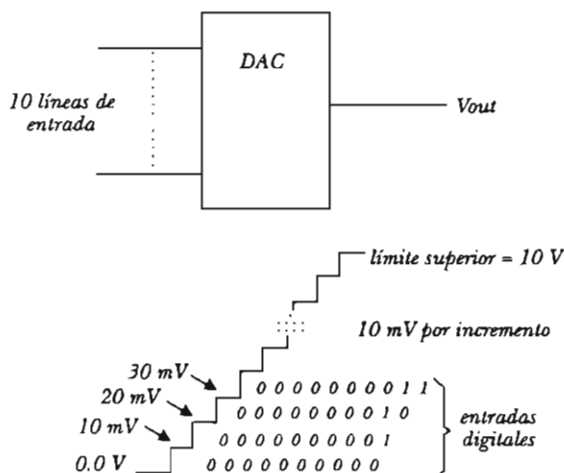 DAC
10 líneas de
entrada
Vout
límite superior = 10 V
10 mV por incremento
30 mV
0 0 0 0 0 0 0 0 1 1
20 mV
0 0 0 0 0 0 0 0 1 0
10 mV
0 0 0 0 0 0 0 0 0 1
0.0 V
0 0 0 0 0 0 0 0 0 0
entradas
digitales